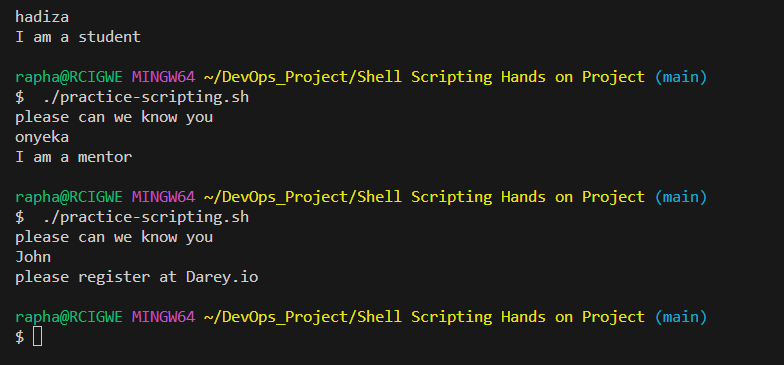 hadiza
I am a student
rapha@RCIGWE MINGW64 ~/DevOps_Project/Shell Scripting Hands on Project (main)
$  ./practice-scripting.sh
please can we know you
onyeka
I am a mentor
rapha@RCIGWE MINGW64 ~/DevOps_Project/Shell Scripting Hands on Project (main)
$  ./practice-scripting.sh
please can we know you
John
please register at Darey.io
rapha@RCIGWE MINGW64 ~/DevOps_Project/Shell Scripting Hands on Project (main)
$